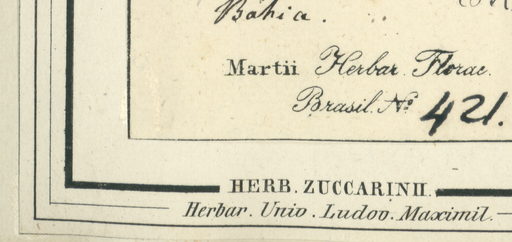 Bahia.
Martii Herbar. Florae
Brasil. No. 421.
HERB. ZUCCARINII.
Herbar. Univ. Ludov. Maximil.